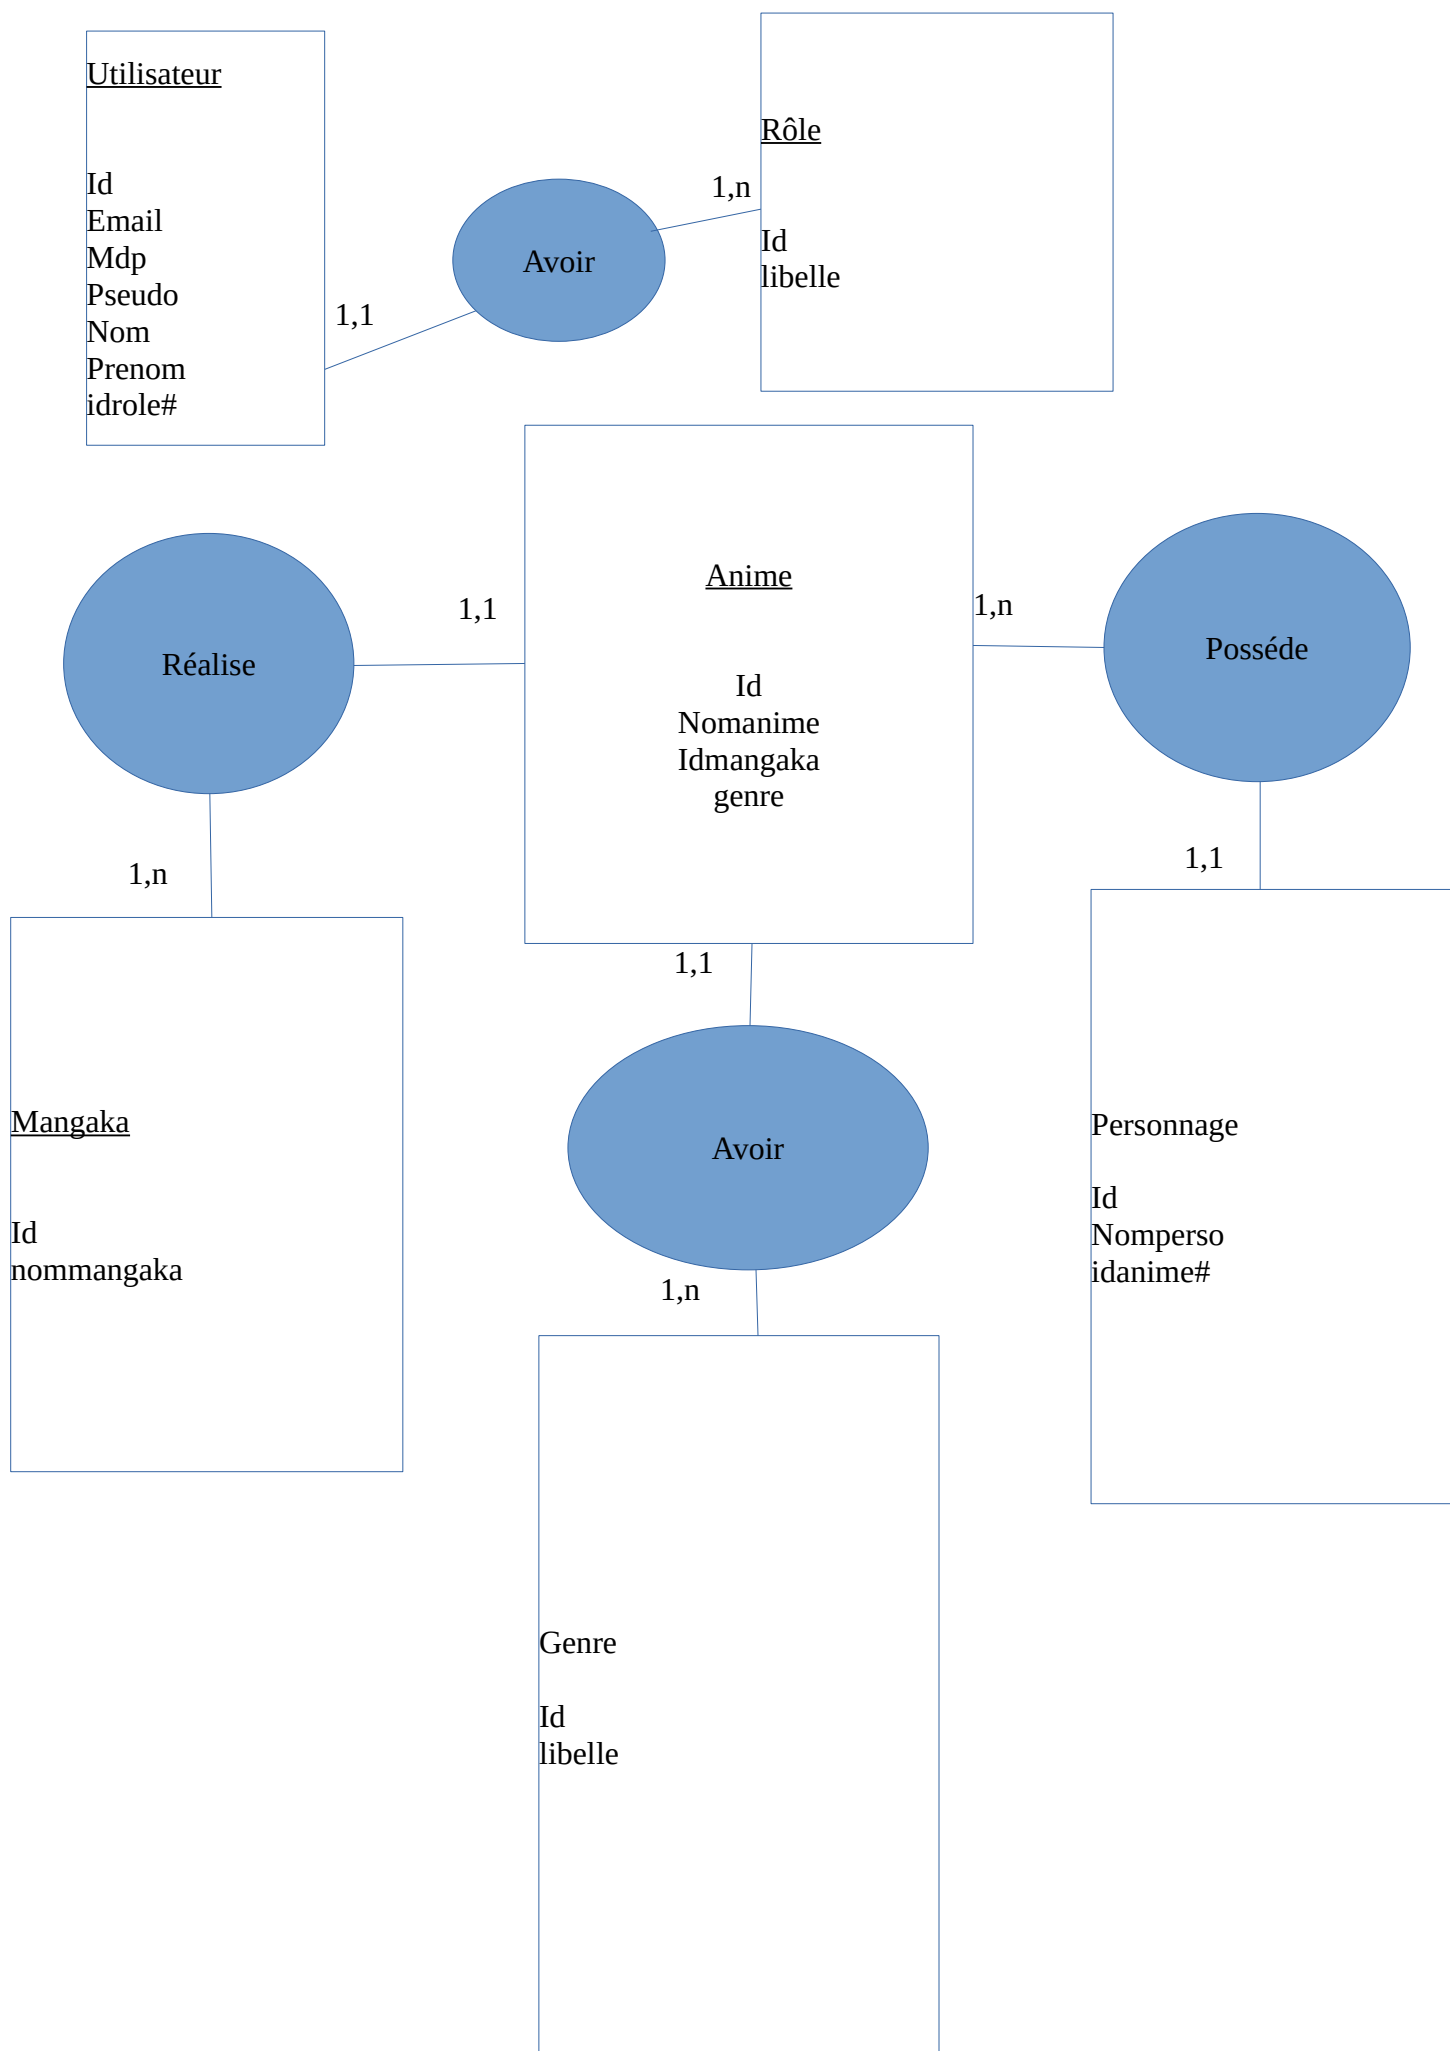 Utilisateur
Id
Email
Mdp
Pseudo
Nom
Prenom
idrole#
1,1
Avoir
1,n
Rôle
Id
libelle
Réalise
1,1
Anime
Id
Nomanime
Idmangaka
genre
1,n
Posséde
1,n
Mangaka
Id
nommangaka
1,1
Avoir
1,n
1,1
Personnage
Id
Nomperso
idanime#
Genre
Id
libelle